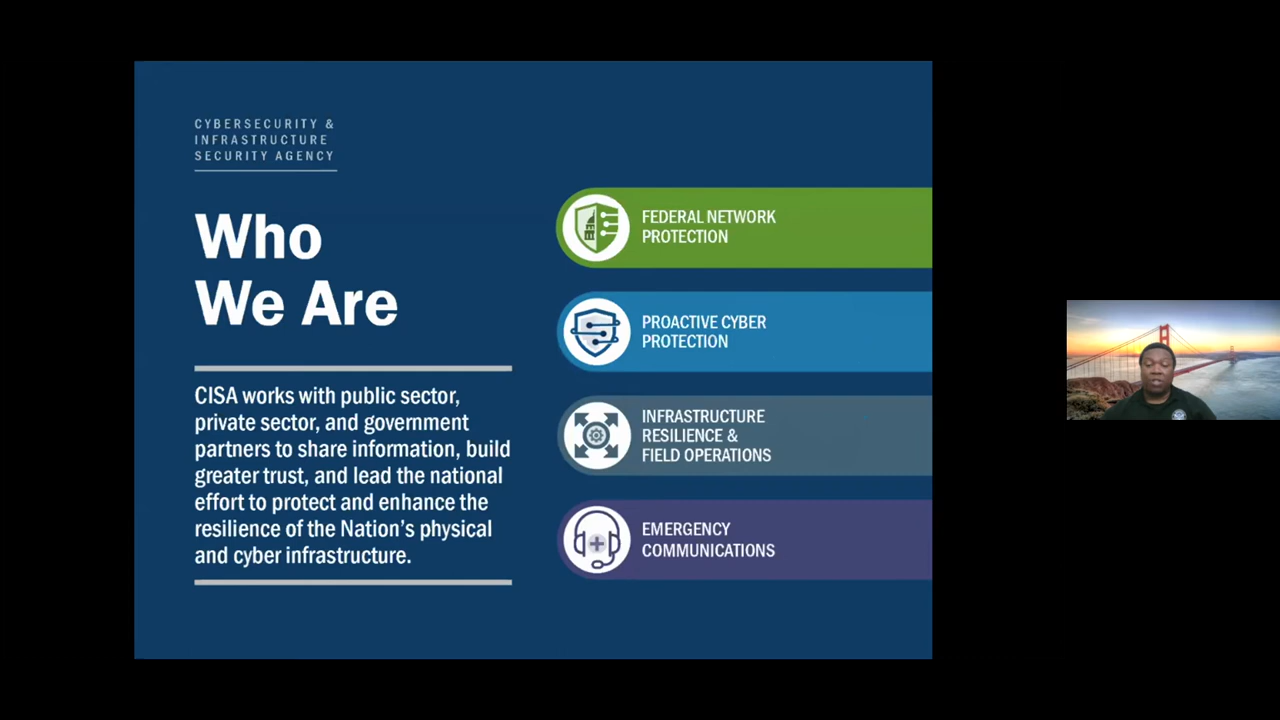 CYBERSECURITY &
INFRASTRUCTURE
SECURITY AGENCY
Who
We Are
CISA works with public sector,
private sector, and government
partners to share information, build
greater trust, and lead the national
effort to protect and enhance the
resilience of the Nation's physical
and cyber infrastructure.
FEDERAL NETWORK
PROTECTION
PROACTIVE CYBER
PROTECTION
INFRASTRUCTURE
RESILIENCE &
FIELD OPERATIONS
EMERGENCY
COMMUNICATIONS